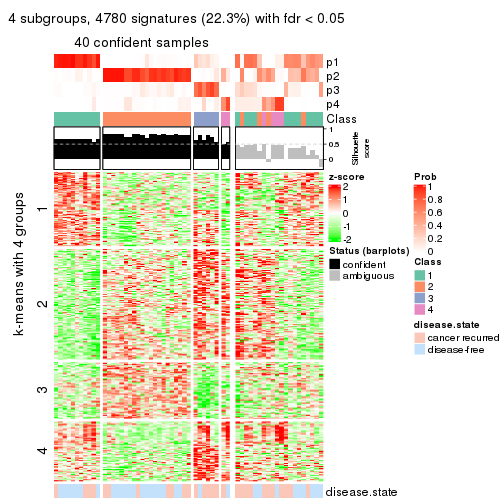 4 subgroups, 4780 signatures (22.3%) with fdr < 0.05
40 confident samples
p1
p2
p3
p4
Class
1
0.5
0
Silhouette
score
k-means with 4 groups
1
2
3
4
disease.state
z-score
2
1
0
-1
-2
Status (barplots)
confident
ambiguous
Prob
1
0.8
0.6
0.4
0.2
0
Class
1
2
3
4
disease.state
cancer recurred
disease-free